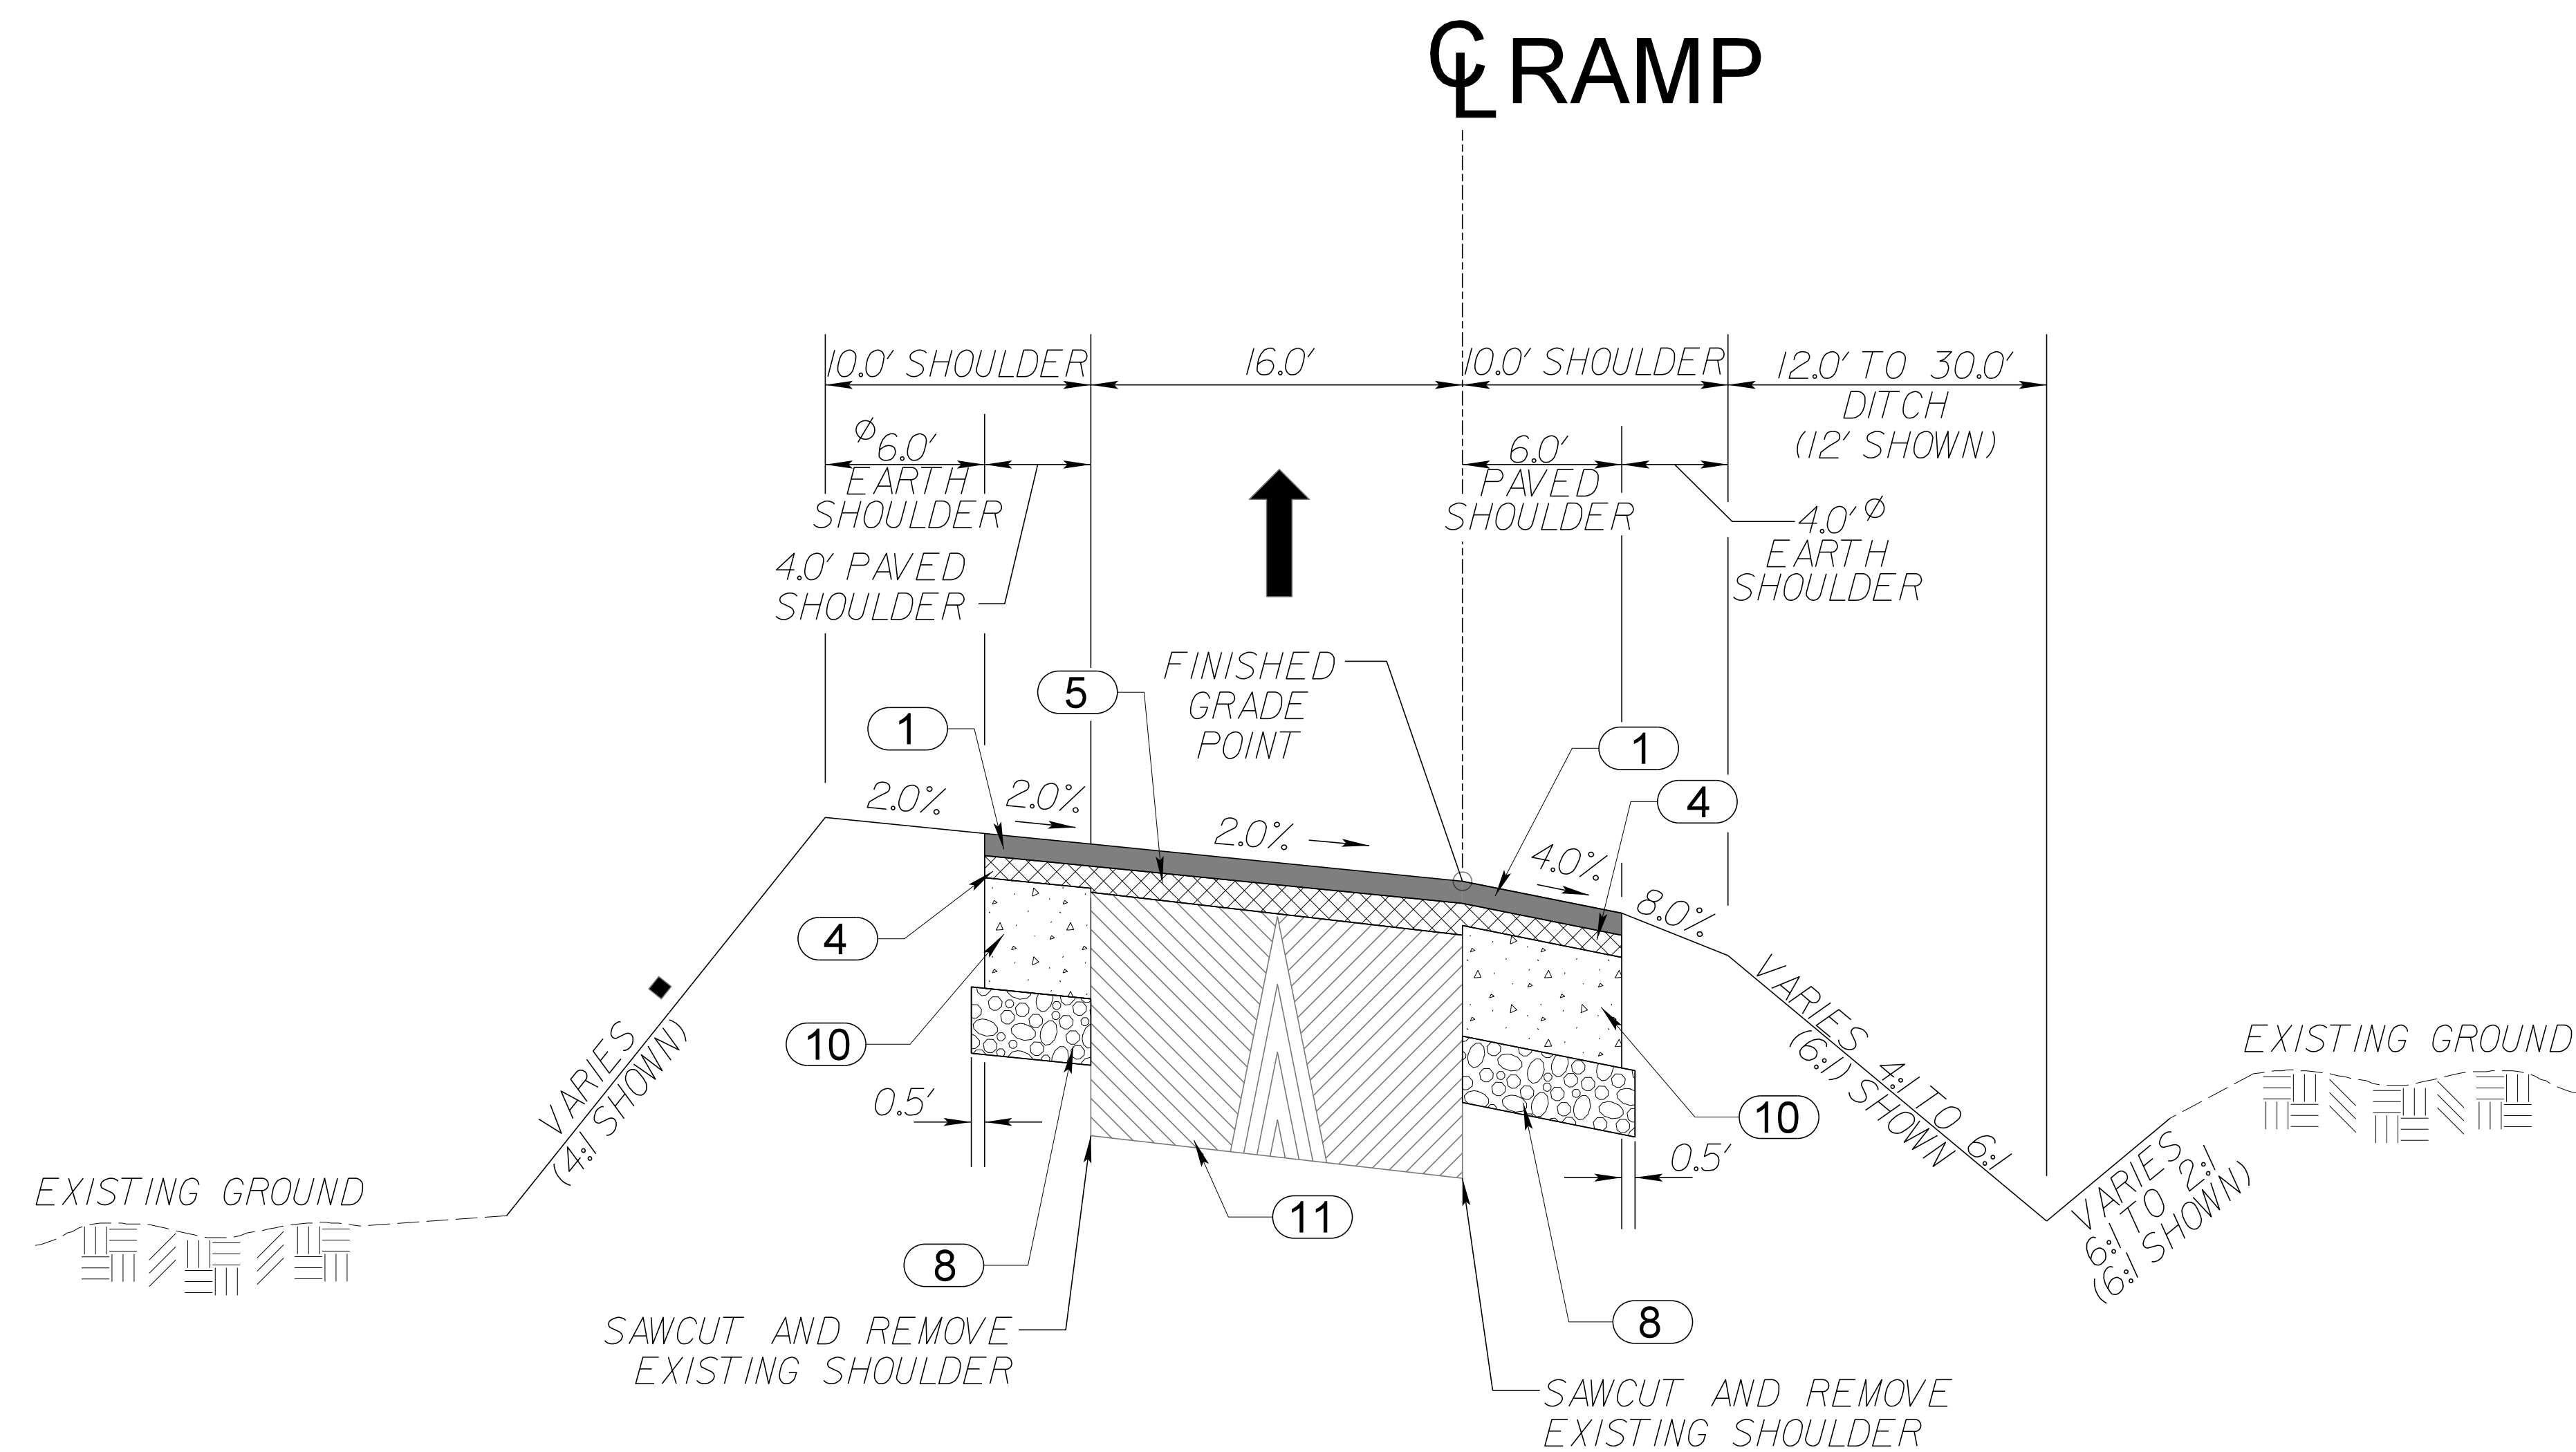 ℄ RAMP
10.0' SHOULDER
16.0'
10.0' SHOULDER
12.0' TO 30.0'
DITCH
(12' SHOWN)
Ø 6.0'
EARTH
SHOULDER
6.0'
PAVED
SHOULDER
4.0' Ø
EARTH
SHOULDER
4.0' PAVED
SHOULDER
FINISHED
GRADE
POINT
5
1
1
4
2.0%
2.0%
2.0%
4.0%
8.0%
4
10
VARIES
(4:1 SHOWN)
VARIES 4:1 TO 6:1
(6:1) SHOWN
EXISTING GROUND
0.5'
10
0.5'
VARIES
6:1 TO 2:1
(6:1 SHOWN)
EXISTING GROUND
11
8
8
SAWCUT AND REMOVE
EXISTING SHOULDER
SAWCUT AND REMOVE
EXISTING SHOULDER